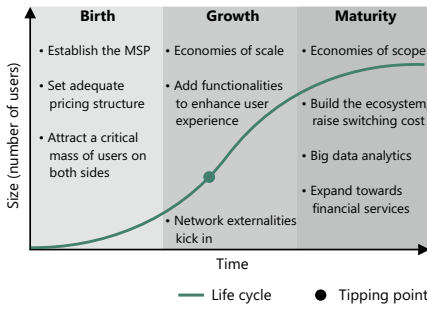 Birth
Growth
Maturity
Size (number of users)
• Establish the MSP
• Set adequate
pricing structure
• Attract a critical
mass of users on
both sides
• Economies of scale
• Add functionalities
to enhance user
experience
• Network externalities
kick in
• Economies of scope
• Build the ecosystem,
raise switching cost
• Big data analytics
• Expand towards
financial services
Time
Life cycle
Tipping point